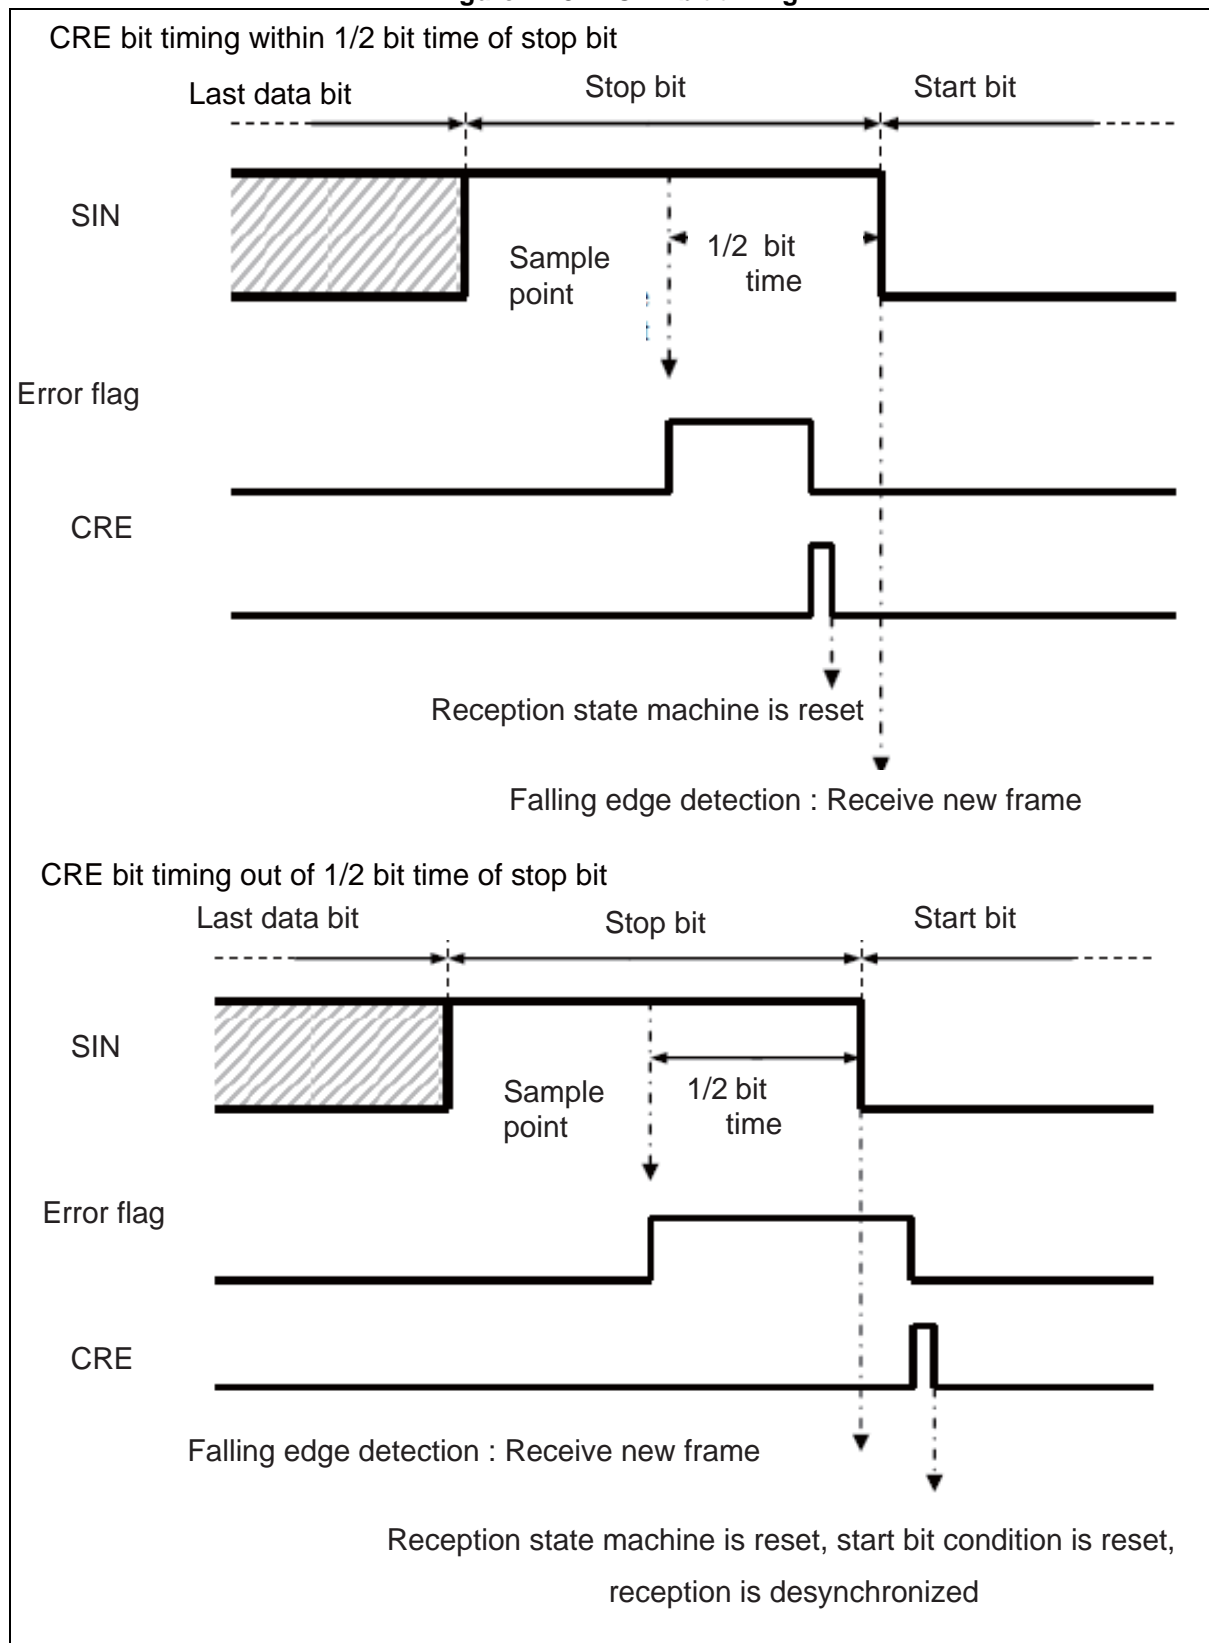 CRE bit timing within 1/2 bit time of stop bit
Last data bit
Stop bit
Start bit
SIN
Sample
point
1/2 bit
time
Error flag
CRE
Reception state machine is reset
Falling edge detection : Receive new frame
CRE bit timing out of 1/2 bit time of stop bit
Last data bit
Stop bit
Start bit
SIN
Sample
point
1/2 bit
time
Error flag
CRE
Falling edge detection : Receive new frame
Reception state machine is reset, start bit condition is reset,
reception is desynchronized